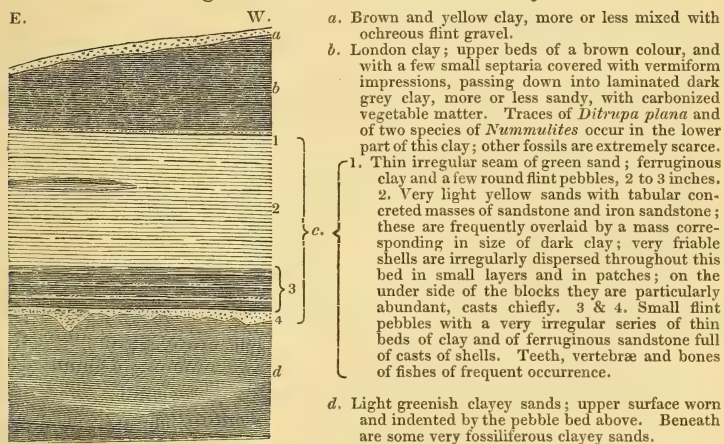 E.
W.
a
b
1
2
3
4
c.
d
a. Brown and yellow clay, more or less mixed with
ochreous flint gravel.
b. London clay; upper beds of a brown colour, and
with a few small septaria covered with vermiform
impressions, passing down into laminated dark
grey clay, more or less sandy, with carbonized
vegetable matter. Traces of Ditrupa plana and
of two species of Nummulites occur in the lower
part of this clay; other fossils are extremely scarce.
1. Thin irregular seam of green sand; ferruginous
clay and a few round flint pebbles, 2 to 3 inches.
2. Very light yellow sands with tabular con-
creted masses of sandstone and iron sandstone;
these are frequently overlaid by a mass corre-
sponding in size of dark clay; very friable
shells are irregularly dispersed throughout this
bed in small layers and in patches; on the
under side of the blocks they are particularly
abundant, casts chiefly. 3 & 4. Small flint
pebbles with a very irregular series of thin
beds of clay and of ferruginous sandstone full
of casts of shells. Teeth, vertebræ and bones
of fishes of frequent occurrence.
d. Light greenish clayey sands; upper surface worn
and indented by the pebble bed above. Beneath
are some very fossiliferous clayey sands.